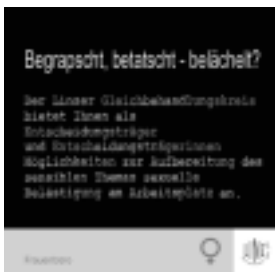 Begrapscht, betatscht - belächelt?
Der Linzer Gleichbehandlungskreis
bietet Ihnen als
Entscheidungsträger
und Entscheidungsträgerinnen
Möglichkeiten zur Aufbereitung des
sensiblen Themas sexuelle
Belästigung am Arbeitsplatz an.
Frauenbüro